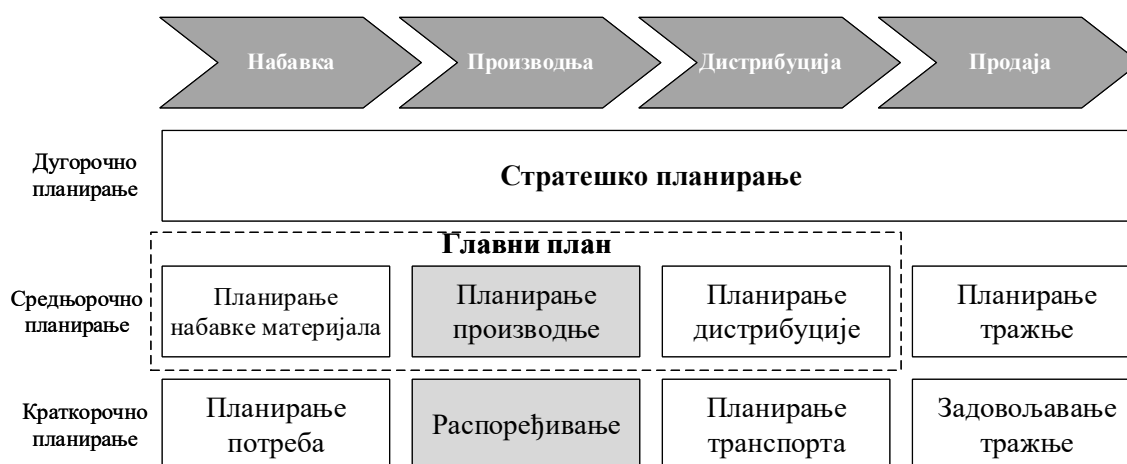 Набавка
Производња
Дистрибуција
Продаја
Дугорочно
планирање
Стратешко планирање
Главни план
Средњорочно
планирање
Планирање
набавке материјала
Планирање
производње
Планирање
дистрибуције
Планирање
тражње
Краткорочно
планирање
Планирање
потреба
Распоређивање
Планирање
транспорта
Задовољавање
тражње